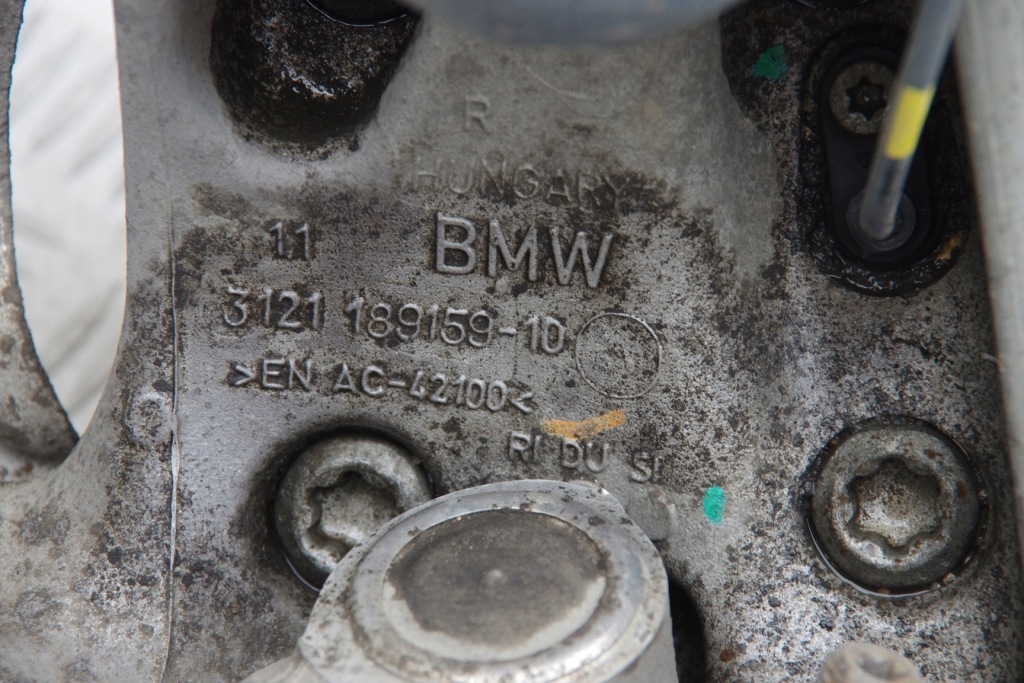 R
HUNGARY
11 BMW
3121 189159-10
>EN AC-42100<
RI DU SI